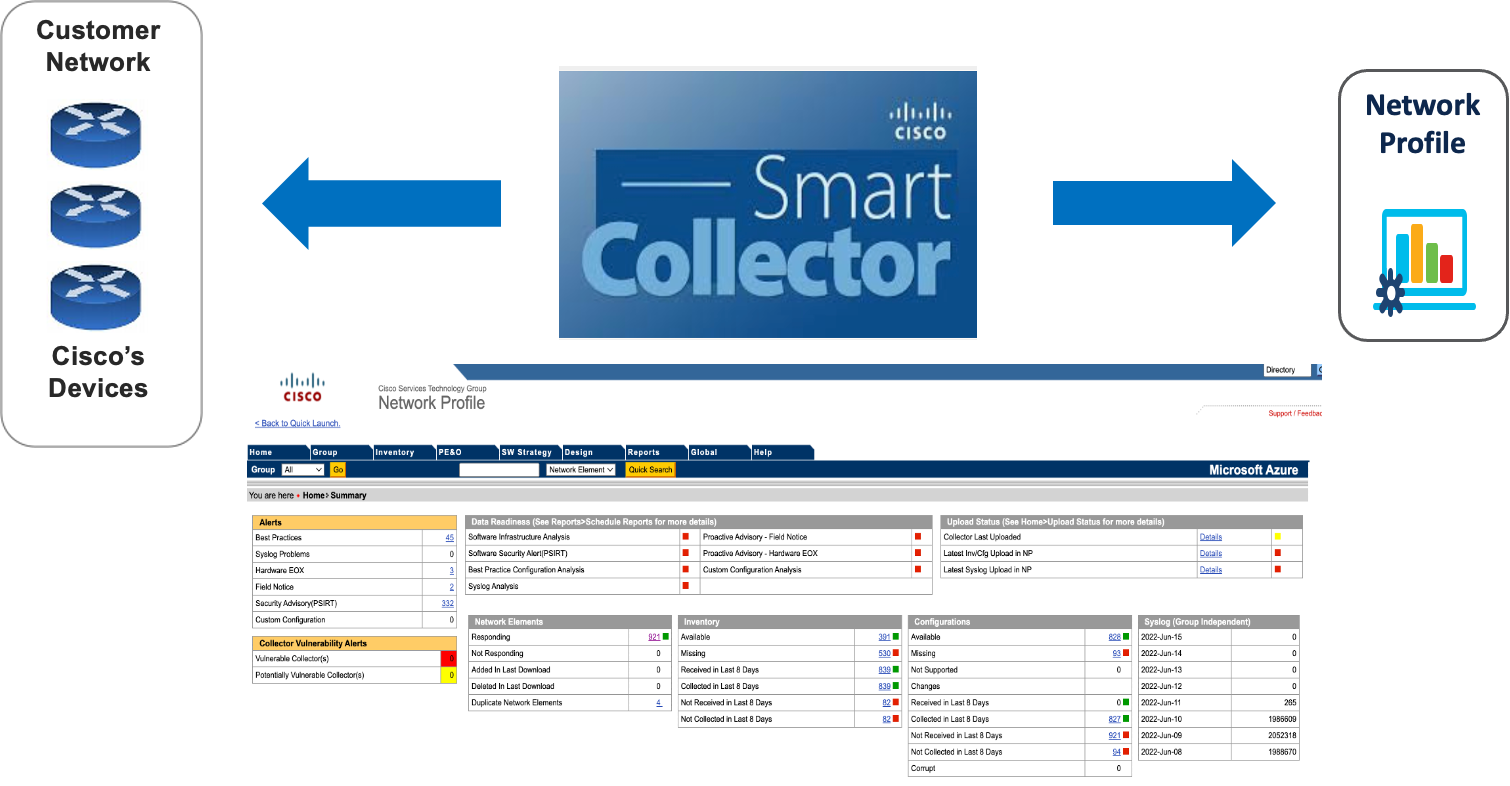 Customer
Network
Cisco’s
Devices
CISCO
Smart
Collector
Network
Profile
Directory
CISCO
Cisco Services Technology Group
Network Profile
Support / Feedbac
< Back to Quick Launch.
Home Group Inventory PE&O SW Strategy Design Reports Global Help
Group All Go Network Element Quick Search Microsoft Azure
You are here • Home> Summary
Alerts
Best Practices 45
Syslog Problems 0
Hardware EOX 3
Field Notice 2
Security Advisory(PSIRT) 332
Custom Configuration 0
Collector Vulnerability Alerts
Vulnerable Collector(s) 0
Potentially Vulnerable Collector(s) 0
Data Readiness (See Reports>Schedule Reports for more details)
Software Infrastructure Analysis Proactive Advisory - Field Notice
Software Security Alert(PSIRT) Proactive Advisory - Hardware EOX
Best Practice Configuration Analysis Custom Configuration Analysis
Syslog Analysis
Upload Status (See Home>Upload Status for more details)
Collector Last Uploaded Details
Latest Inv/Cfg Upload in NP Details
Latest Syslog Upload in NP Details
Network Elements
Responding 921
Not Responding 0
Added In Last Download 0
Deleted In Last Download 0
Duplicate Network Elements 4
Inventory
Available 391
Missing 530
Received in Last 8 Days 839
Collected in Last 8 Days 839
Not Received in Last 8 Days 82
Not Collected in Last 8 Days 82
Configurations
Available 828
Missing 93
Not Supported 0
Changes
Received in Last 8 Days 0
Collected in Last 8 Days 827
Not Received in Last 8 Days 921
Not Collected in Last 8 Days 94
Corrupt 0
Syslog (Group Independent)
2022-Jun-15 0
2022-Jun-14 0
2022-Jun-13 0
2022-Jun-12 0
2022-Jun-11 265
2022-Jun-10 1986609
2022-Jun-09 2052318
2022-Jun-08 1988670